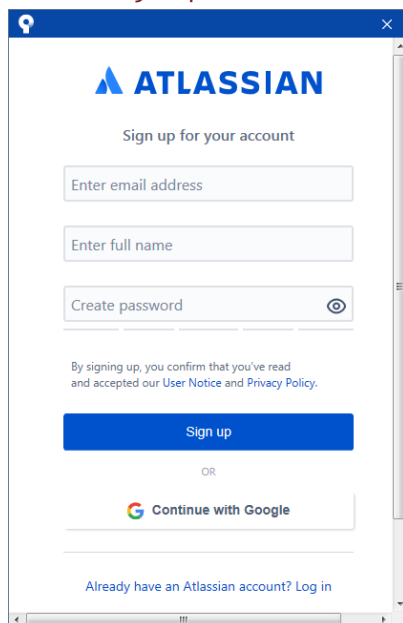 ATLASSIAN
Sign up for your account
Enter email address
Enter full name
Create password
By signing up, you confirm that you've read
and accepted our User Notice and Privacy Policy.
Sign up
OR
Continue with Google
Already have an Atlassian account? Log in